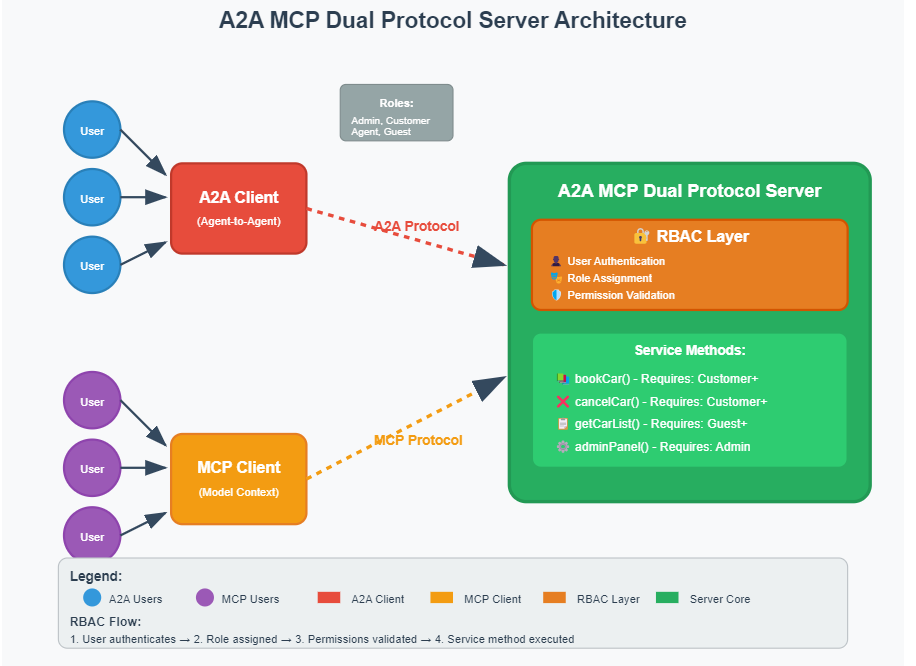 A2A MCP Dual Protocol Server Architecture
Roles:
Admin, Customer
Agent, Guest
User
User
User
A2A Client
(Agent-to-Agent)
A2A Protocol
A2A MCP Dual Protocol Server
RBAC Layer
User Authentication
Role Assignment
Permission Validation
Service Methods:
bookCar() - Requires: Customer+
cancelCar() - Requires: Customer+
getCarList() - Requires: Guest+
adminPanel() - Requires: Admin
User
User
User
MCP Client
(Model Context)
MCP Protocol
Legend:
A2A Users
MCP Users
A2A Client
MCP Client
RBAC Layer
Server Core
RBAC Flow:
1. User authenticates → 2. Role assigned → 3. Permissions validated → 4. Service method executed